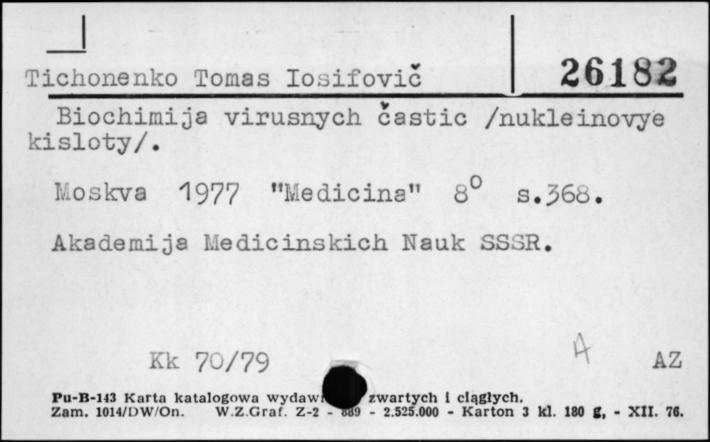 Tichonenko Tomas Iosifovič 26182
Biochimija virusnych častic /nukleinovye
kisloty/.
Moskva 1977 "Medicina" 8° s.368.
Akademija Medicinskich Nauk SSSR.
A
Kk 70/79 AZ
Pu-B-143 Karta katalogowa zwartych i ciągłych.
Zam. 1014/DW/On. W.Z.Graf. Z-2 - 889 - 2.525.000 - Karton 3 kl. 180 g, - XII. 76.